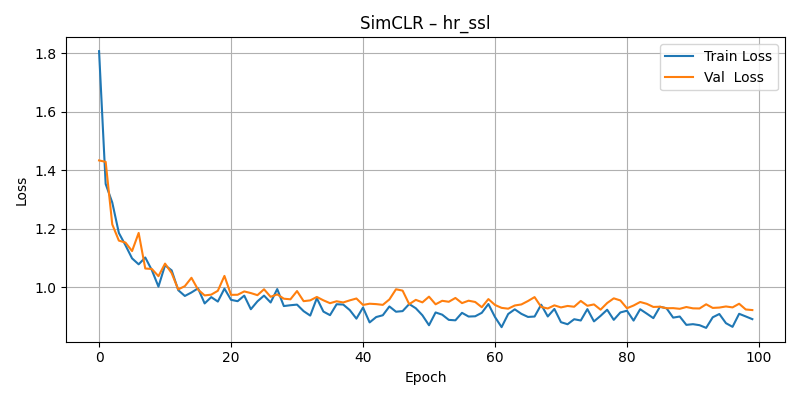 SimCLR – hr_ssl
Train Loss
Val  Loss
Loss
1.8
1.6
1.4
1.2
1.0
0 20 40 60 80 100
Epoch